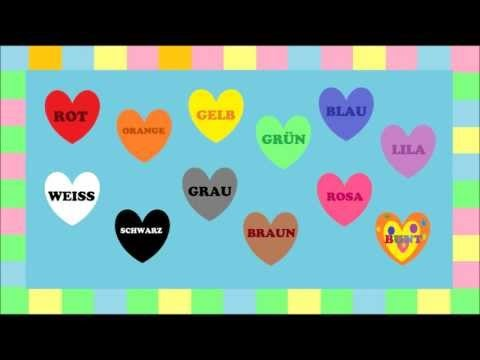 ROT
ORANGE
GELB
GRÜN
BLAU
LILA
WEISS
SCHWARZ
GRAU
BRAUN
ROSA
BUNT